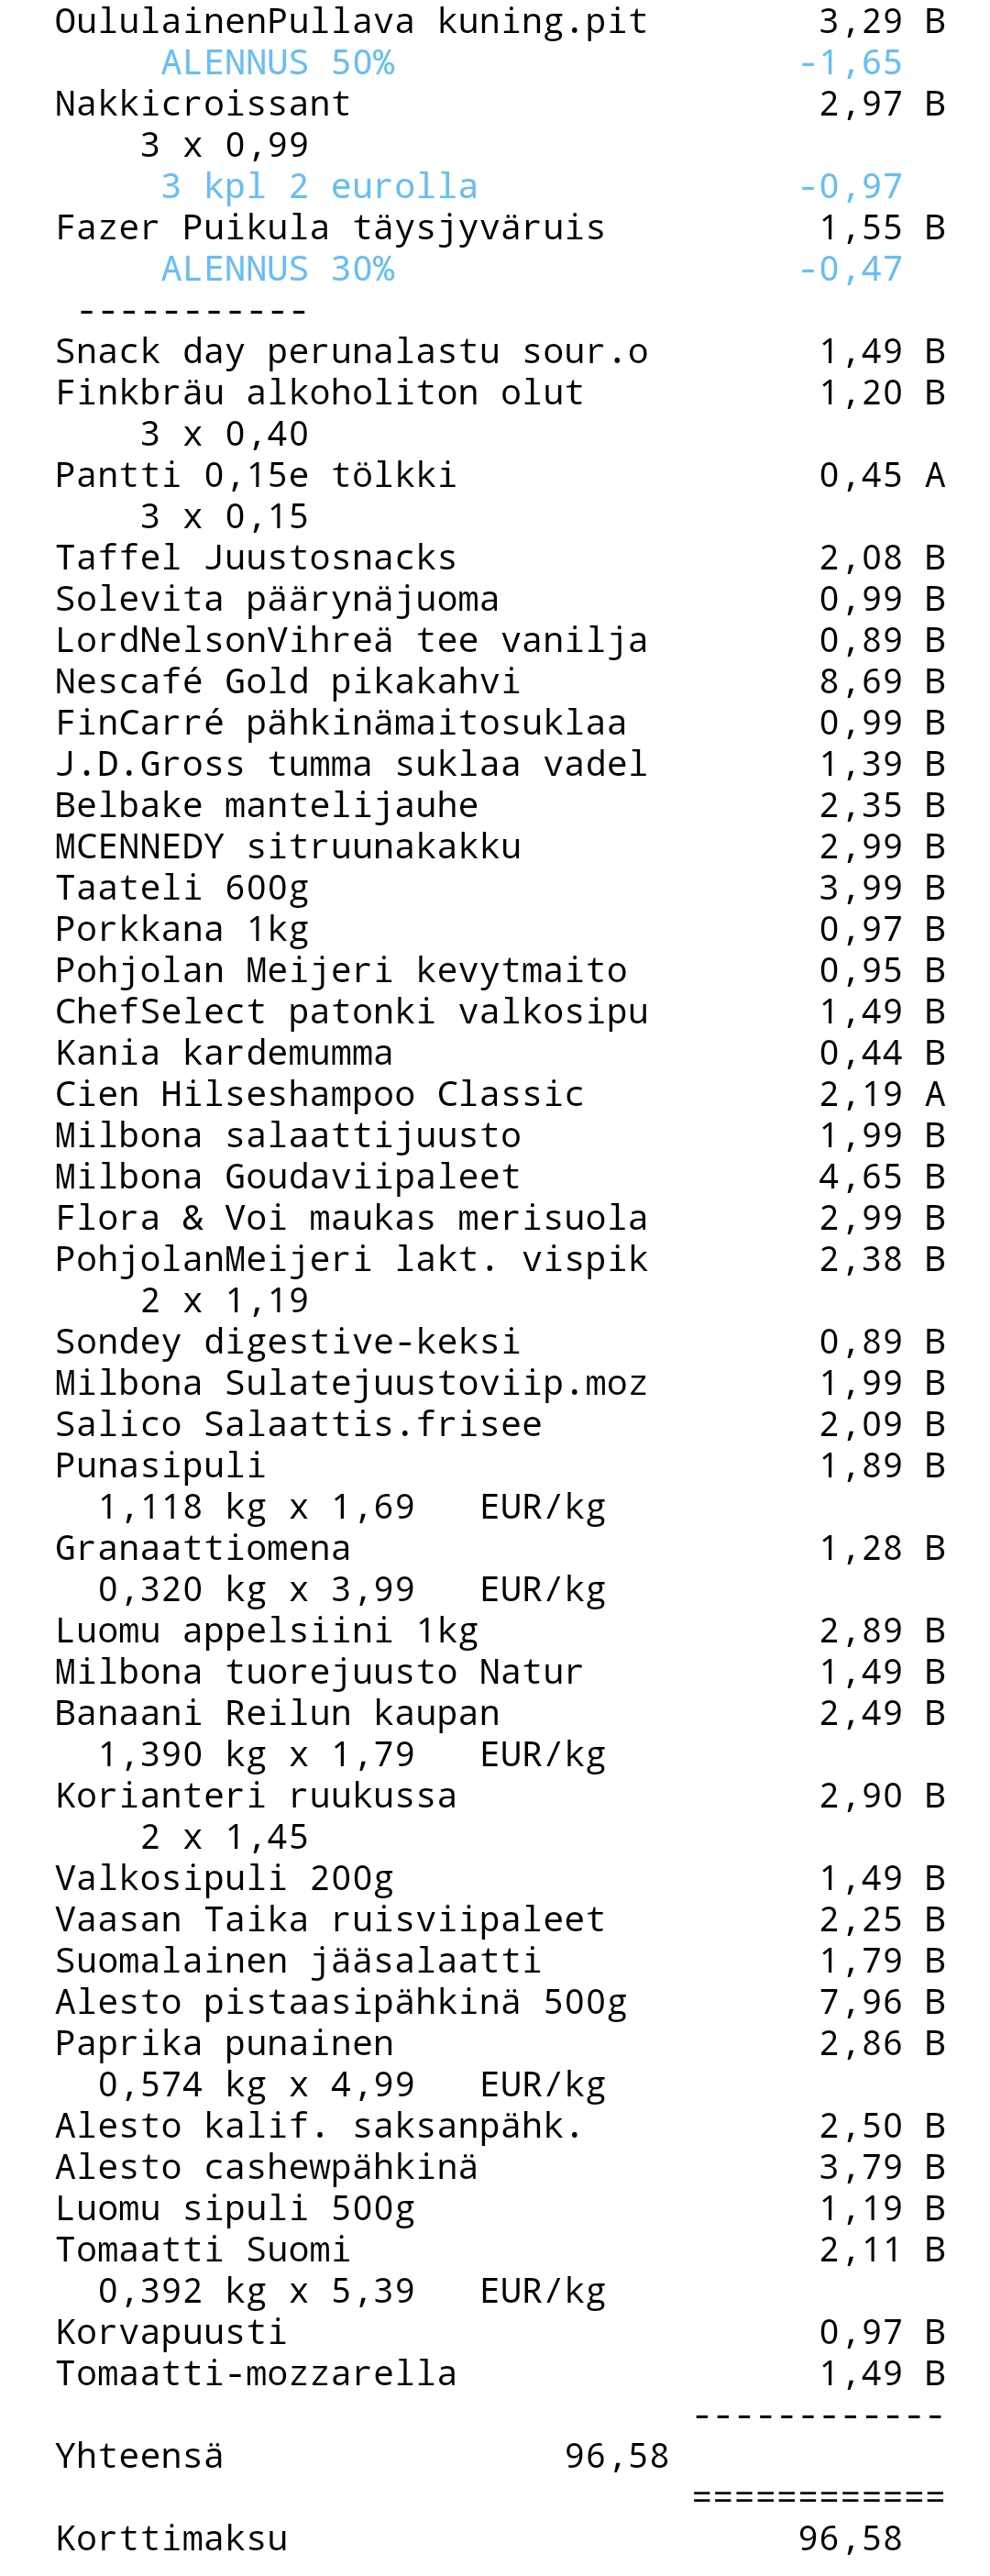 OululainenPullava kuning.pit 3,29 B
ALENNUS 50% -1,65
Nakkicroissant 2,97 B
3 x 0,99
3 kpl 2 eurolla -0,97
Fazer Puikula täysjyväruis 1,55 B
ALENNUS 30% -0,47
-----------
Snack day perunalastu sour.o 1,49 B
Finkbräu alkoholiton olut 1,20 B
3 x 0,40
Pantti 0,15e tölkki 0,45 A
3 x 0,15
Taffel Juustosnacks 2,08 B
Solevita päärynäjuoma 0,99 B
LordNelsonVihreä tee vanilja 0,89 B
Nescafé Gold pikakahvi 8,69 B
FinCarré pähkinämaitosuklaa 0,99 B
J.D.Gross tumma suklaa vadel 1,39 B
Belbake mantelijauhe 2,35 B
MCENNEDY sitruunakakku 2,99 B
Taateli 600g 3,99 B
Porkkana 1kg 0,97 B
Pohjolan Meijeri kevytmaito 0,95 B
ChefSelect patonki valkosipu 1,49 B
Kania kardemumma 0,44 B
Cien Hilseshampoo Classic 2,19 A
Milbona salaattijuusto 1,99 B
Milbona Goudaviipaleet 4,65 B
Flora & Voi maukas merisuola 2,99 B
PohjolanMeijeri lakt. vispik 2,38 B
2 x 1,19
Sondey digestive-keksi 0,89 B
Milbona Sulatejuustoviip.moz 1,99 B
Salico Salaattis.frisee 2,09 B
Punasipuli 1,89 B
1,118 kg x 1,69 EUR/kg
Granaattiomena 1,28 B
0,320 kg x 3,99 EUR/kg
Luomu appelsiini 1kg 2,89 B
Milbona tuorejuusto Natur 1,49 B
Banaani Reilun kaupan 2,49 B
1,390 kg x 1,79 EUR/kg
Korianteri ruukussa 2,90 B
2 x 1,45
Valkosipuli 200g 1,49 B
Vaasan Taika ruisviipaleet 2,25 B
Suomalainen jääsalaatti 1,79 B
Alesto pistaasipähkinä 500g 7,96 B
Paprika punainen 2,86 B
0,574 kg x 4,99 EUR/kg
Alesto kalif. saksanpähk. 2,50 B
Alesto cashewpähkinä 3,79 B
Luomu sipuli 500g 1,19 B
Tomaatti Suomi 2,11 B
0,392 kg x 5,39 EUR/kg
Korvapuusti 0,97 B
Tomaatti-mozzarella 1,49 B
------------
Yhteensä 96,58
============
Korttimaksu 96,58